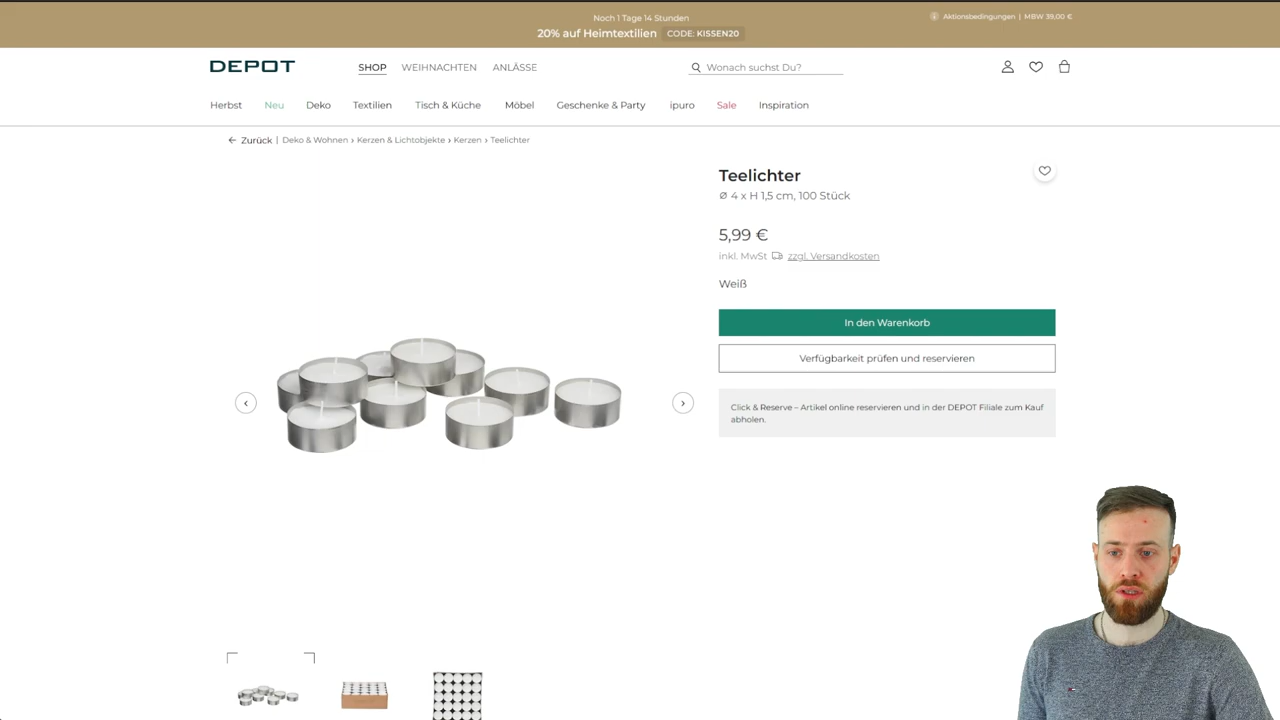 Noch 1 Tage 14 Stunden
20% auf Heimtextilien CODE: KISSEN20
Aktionsbedingungen | MBW 39,00 €
DEPOT
SHOP WEIHNACHTEN ANLÄSSE
Wonach suchst Du?
Herbst Neu Deko Textilien Tisch & Küche Möbel Geschenke & Party ipuro Sale Inspiration
Zurück | Deko & Wohnen › Kerzen & Lichtobjekte › Kerzen › Teelichter
Teelichter
⌀ 4 x H 1,5 cm, 100 Stück
5,99 €
inkl. MwSt zzgl. Versandkosten
Weiß
In den Warenkorb
Verfügbarkeit prüfen und reservieren
Click & Reserve – Artikel online reservieren und in der DEPOT Filiale zum Kauf
abholen.